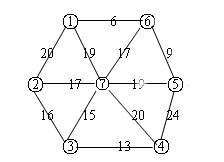 ① 6 ⑥
20 19 17 9
② 17 ⑦ 19 ⑤
16 15 20 24
③ 13 ④